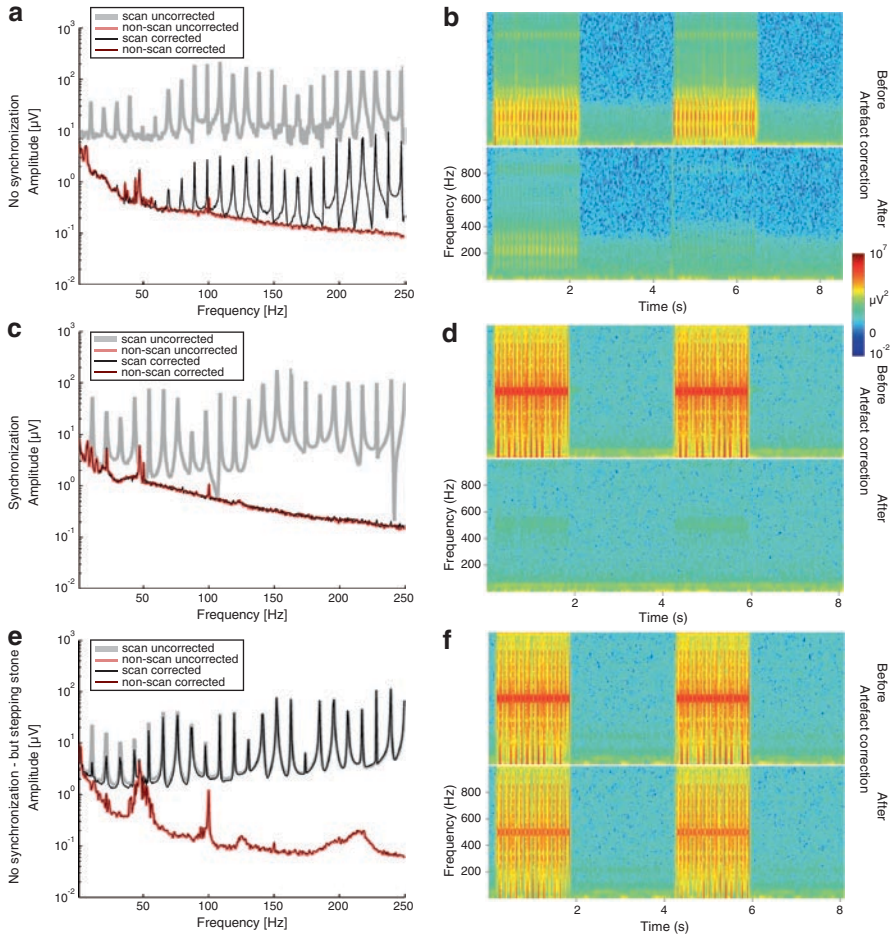 a
scan uncorrected
non-scan uncorrected
scan corrected
non-scan corrected
No synchronization
Amplitude [µV]
10³
10²
10¹
10⁰
10⁻¹
10⁻²
50
100
150
200
250
Frequency [Hz]
b
Before
After
Artefact correction
Frequency (Hz)
800
600
400
200
2
4
6
8
Time (s)
10⁷
µV²
0
10⁻²
c
scan uncorrected
non-scan uncorrected
scan corrected
non-scan corrected
Synchronization
Amplitude [µV]
10³
10²
10¹
10⁰
10⁻¹
10⁻²
50
100
150
200
250
Frequency [Hz]
d
Before
After
Artefact correction
Frequency (Hz)
800
600
400
200
2
4
6
8
Time (s)
e
scan uncorrected
non-scan uncorrected
scan corrected
non-scan corrected
No synchronization - but stepping stone
Amplitude [µV]
10³
10²
10¹
10⁰
10⁻¹
10⁻²
50
100
150
200
250
Frequency [Hz]
f
Before
After
Artefact correction
Frequency (Hz)
800
600
400
200
2
4
6
8
Time (s)